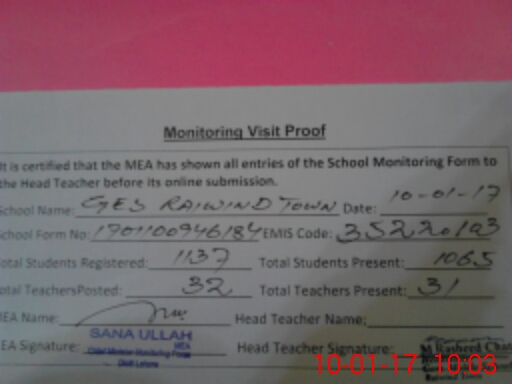 Monitoring Visit Proof
It is certified that the MEA has shown all entries of the School Monitoring Form to
the Head Teacher before its online submission.
School Name: GES RAIWIND TOWN Date: 10-01-17
School Form No: 1701100946184 EMIS Code: 35220193
Total Students Registered: 1137 Total Students Present: 1065
Total TeachersPosted: 32 Total Teachers Present: 31
MEA Name: Head Teacher Name:
SANA ULLAH
MEA
MEA Signature: Head Teacher Signature:
10-01-17 10:03